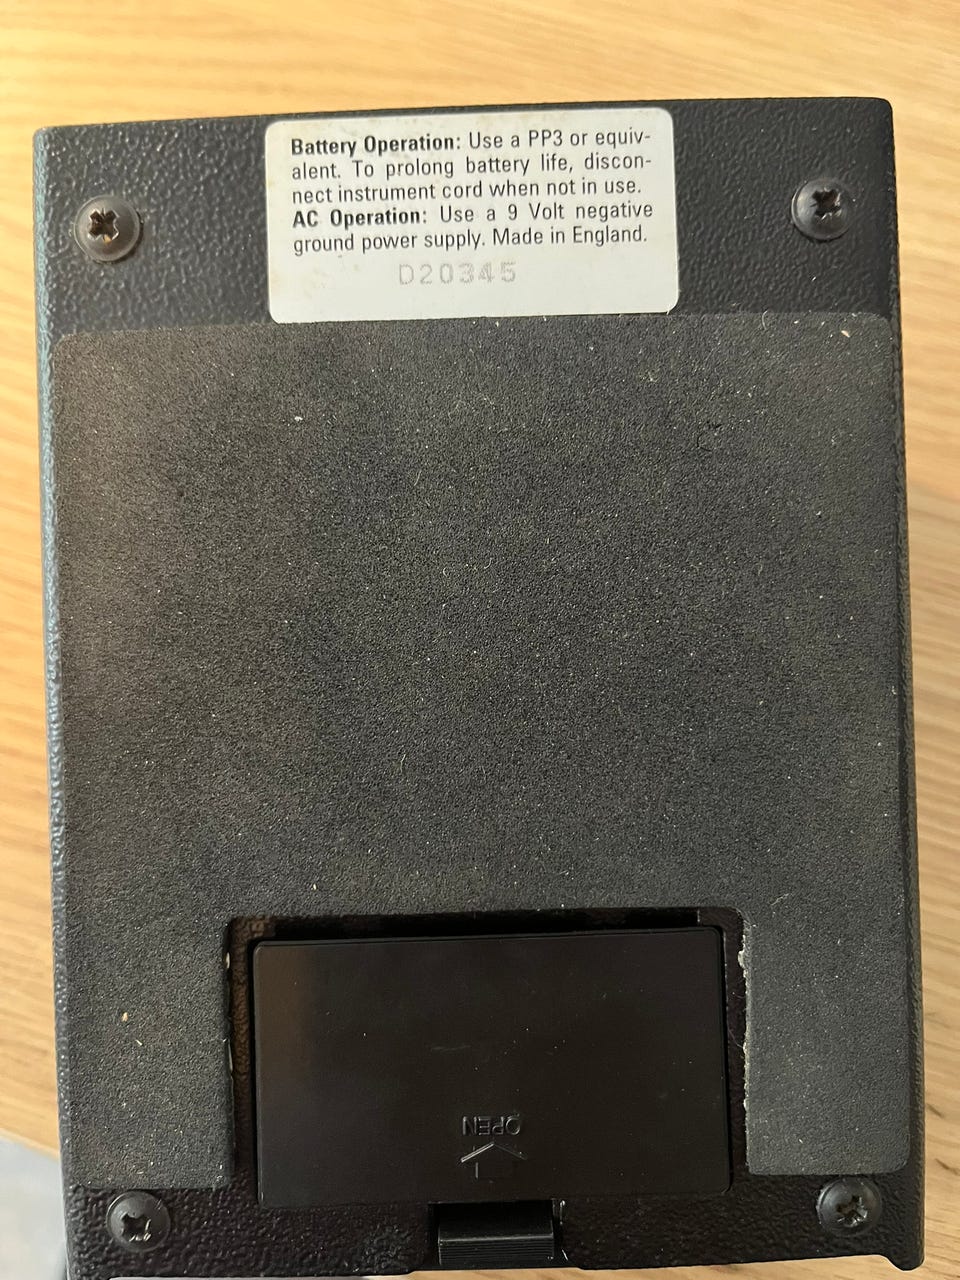 Battery Operation: Use a PP3 or equiv-
alent. To prolong battery life, discon-
nect instrument cord when not in use.
AC Operation: Use a 9 Volt negative
ground power supply. Made in England.
D20345
OPEN